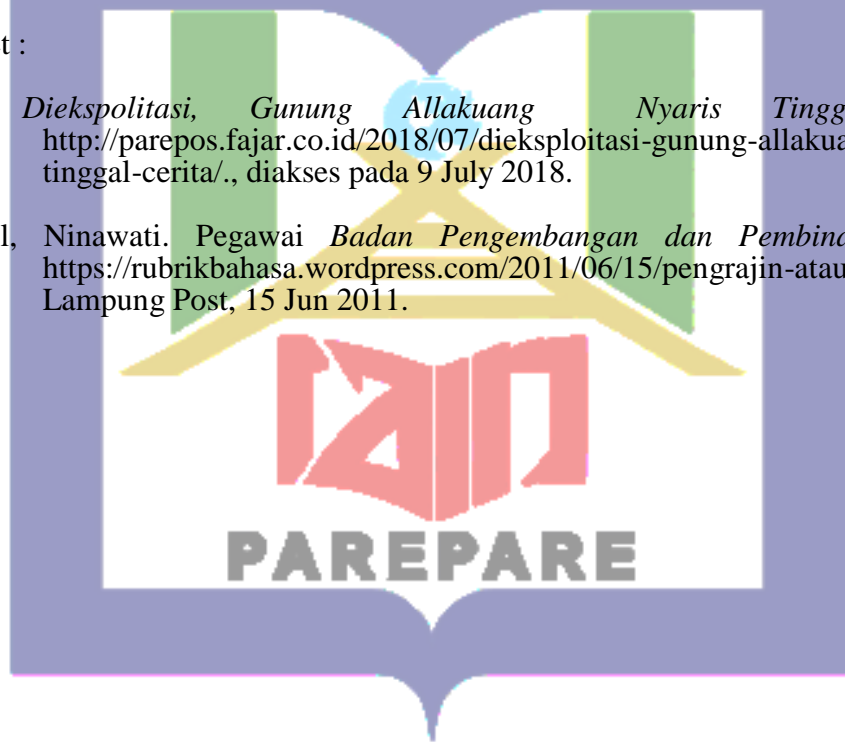 t :
Diekspolitasi, Gunung Allakuang Nyaris Tingg
http://parepos.fajar.co.id/2018/07/dieksploitasi-gunung-allakua
tinggal-cerita/., diakses pada 9 July 2018.
l, Ninawati. Pegawai Badan Pengembangan dan Pembina
https://rubrikbahasa.wordpress.com/2011/06/15/pengrajin-atau
Lampung Post, 15 Jun 2011.
iain
PAREPARE